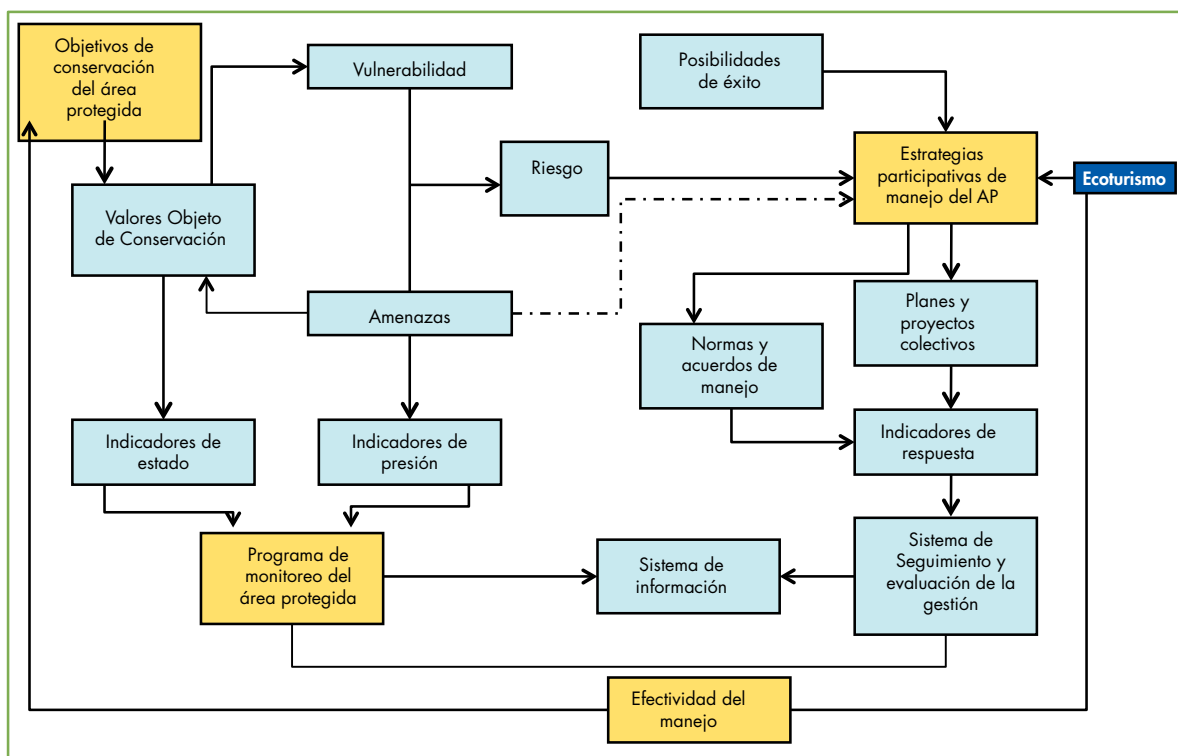 Objetivos de
conservación
del área
protegida
Vulnerabilidad
Posibilidades
de éxito
Riesgo
Estrategias
participativas de
manejo del AP
Ecoturismo
Valores Objeto
de Conservación
Amenazas
Normas y
acuerdos de
manejo
Planes y
proyectos
colectivos
Indicadores de
estado
Indicadores de
presión
Indicadores de
respuesta
Programa de
monitoreo del
área protegida
Sistema de
información
Sistema de
Seguimiento y
evaluación de la
gestión
Efectividad del
manejo